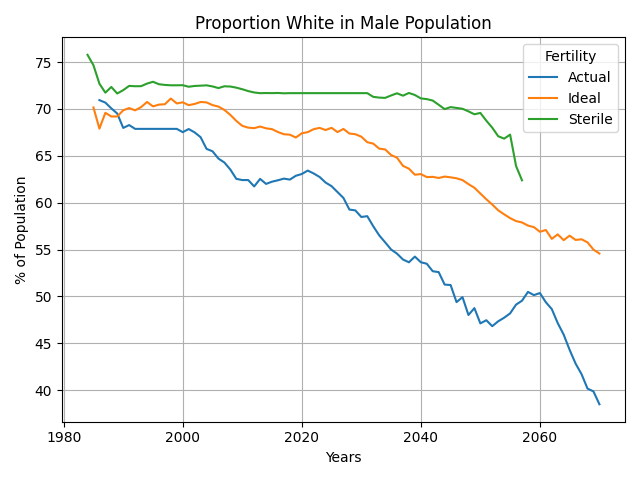 Proportion White in Male Population
% of Population
75
70
65
60
55
50
45
40
Fertility
Actual
Ideal
Sterile
1980
2000
2020
2040
2060
Years